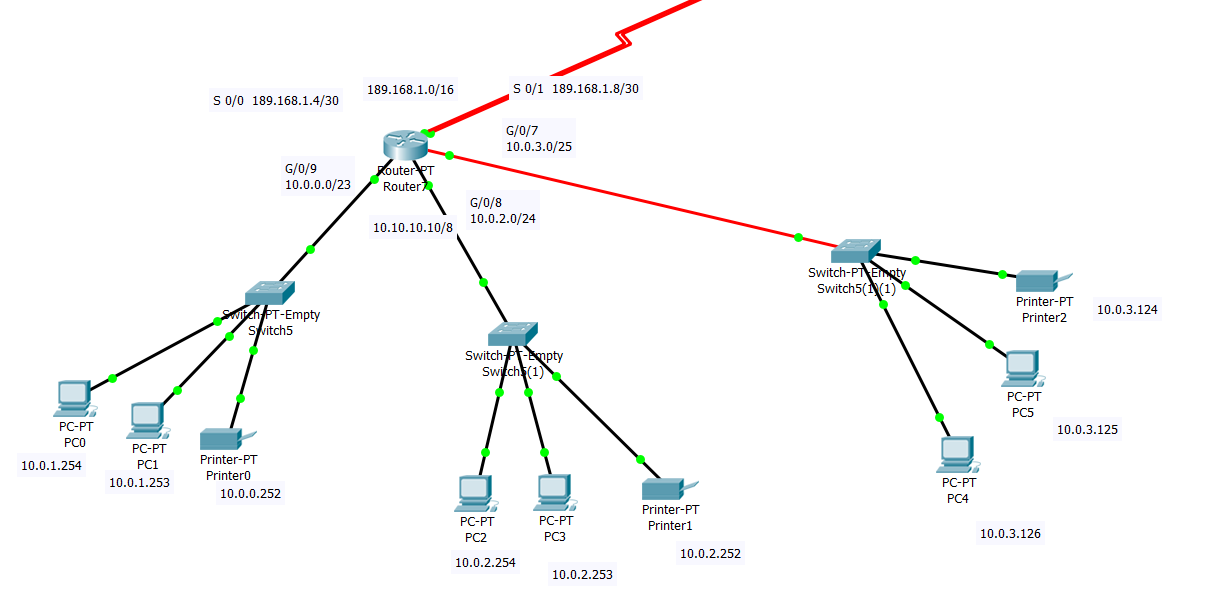 189.168.1.0/16
S 0/1 189.168.1.8/30
S 0/0 189.168.1.4/30
G/0/7
10.0.3.0/25
Router-PT
Router7
G/0/9
10.0.0.0/23
G/0/8
10.0.2.0/24
10.10.10.10/8
Switch-PT-Empty
Switch5(1)(1)
Printer-PT
Printer2
10.0.3.124
Switch-PT-Empty
Switch5
Switch-PT-Empty
Switch5(1)
PC-PT
PC5
10.0.3.125
PC-PT
PC0
10.0.1.254
PC-PT
PC1
10.0.1.253
Printer-PT
Printer0
10.0.0.252
PC-PT
PC4
10.0.3.126
PC-PT
PC2
10.0.2.254
PC-PT
PC3
10.0.2.253
Printer-PT
Printer1
10.0.2.252